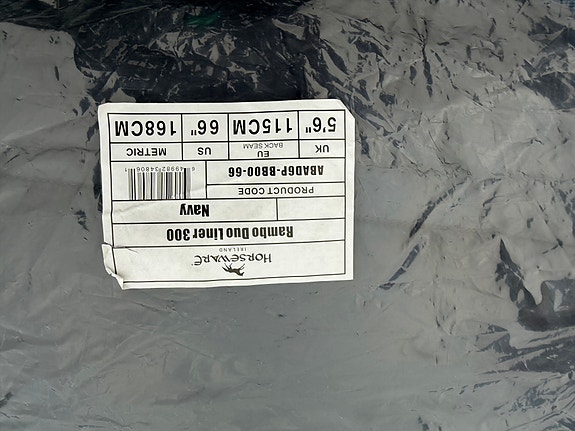 HORSEWARE®
IRELAND
Rambo Duo Liner 300
Navy
PRODUCT CODE
ABAD6P-BB00-66
UK EU BACK SEAM US METRIC
5'6" 115CM 66" 168CM